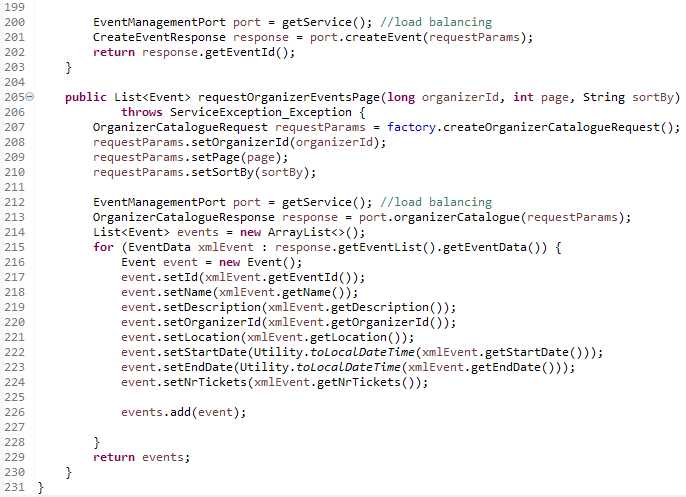 199
200         EventManagementPort port = getService(); //load balancing
201         CreateEventResponse response = port.createEvent(requestParams);
202         return response.getEventId();
203     }
204
205     public List<Event> requestOrganizerEventsPage(long organizerId, int page, String sortBy)
206             throws ServiceException_Exception {
207         OrganizerCatalogueRequest requestParams = factory.createOrganizerCatalogueRequest();
208         requestParams.setOrganizerId(organizerId);
209         requestParams.setPage(page);
210         requestParams.setSortBy(sortBy);
211
212         EventManagementPort port = getService(); //load balancing
213         OrganizerCatalogueResponse response = port.organizerCatalogue(requestParams);
214         List<Event> events = new ArrayList<>();
215         for (EventData xmlEvent : response.getEventList().getEventData()) {
216             Event event = new Event();
217             event.setId(xmlEvent.getEventId());
218             event.setName(xmlEvent.getName());
219             event.setDescription(xmlEvent.getDescription());
220             event.setOrganizerId(xmlEvent.getOrganizerId());
221             event.setLocation(xmlEvent.getLocation());
222             event.setStartDate(Utility.toLocalDateTime(xmlEvent.getStartDate()));
223             event.setEndDate(Utility.toLocalDateTime(xmlEvent.getEndDate()));
224             event.setNrTickets(xmlEvent.getNrTickets());
225
226             events.add(event);
227
228         }
229         return events;
230     }
231 }